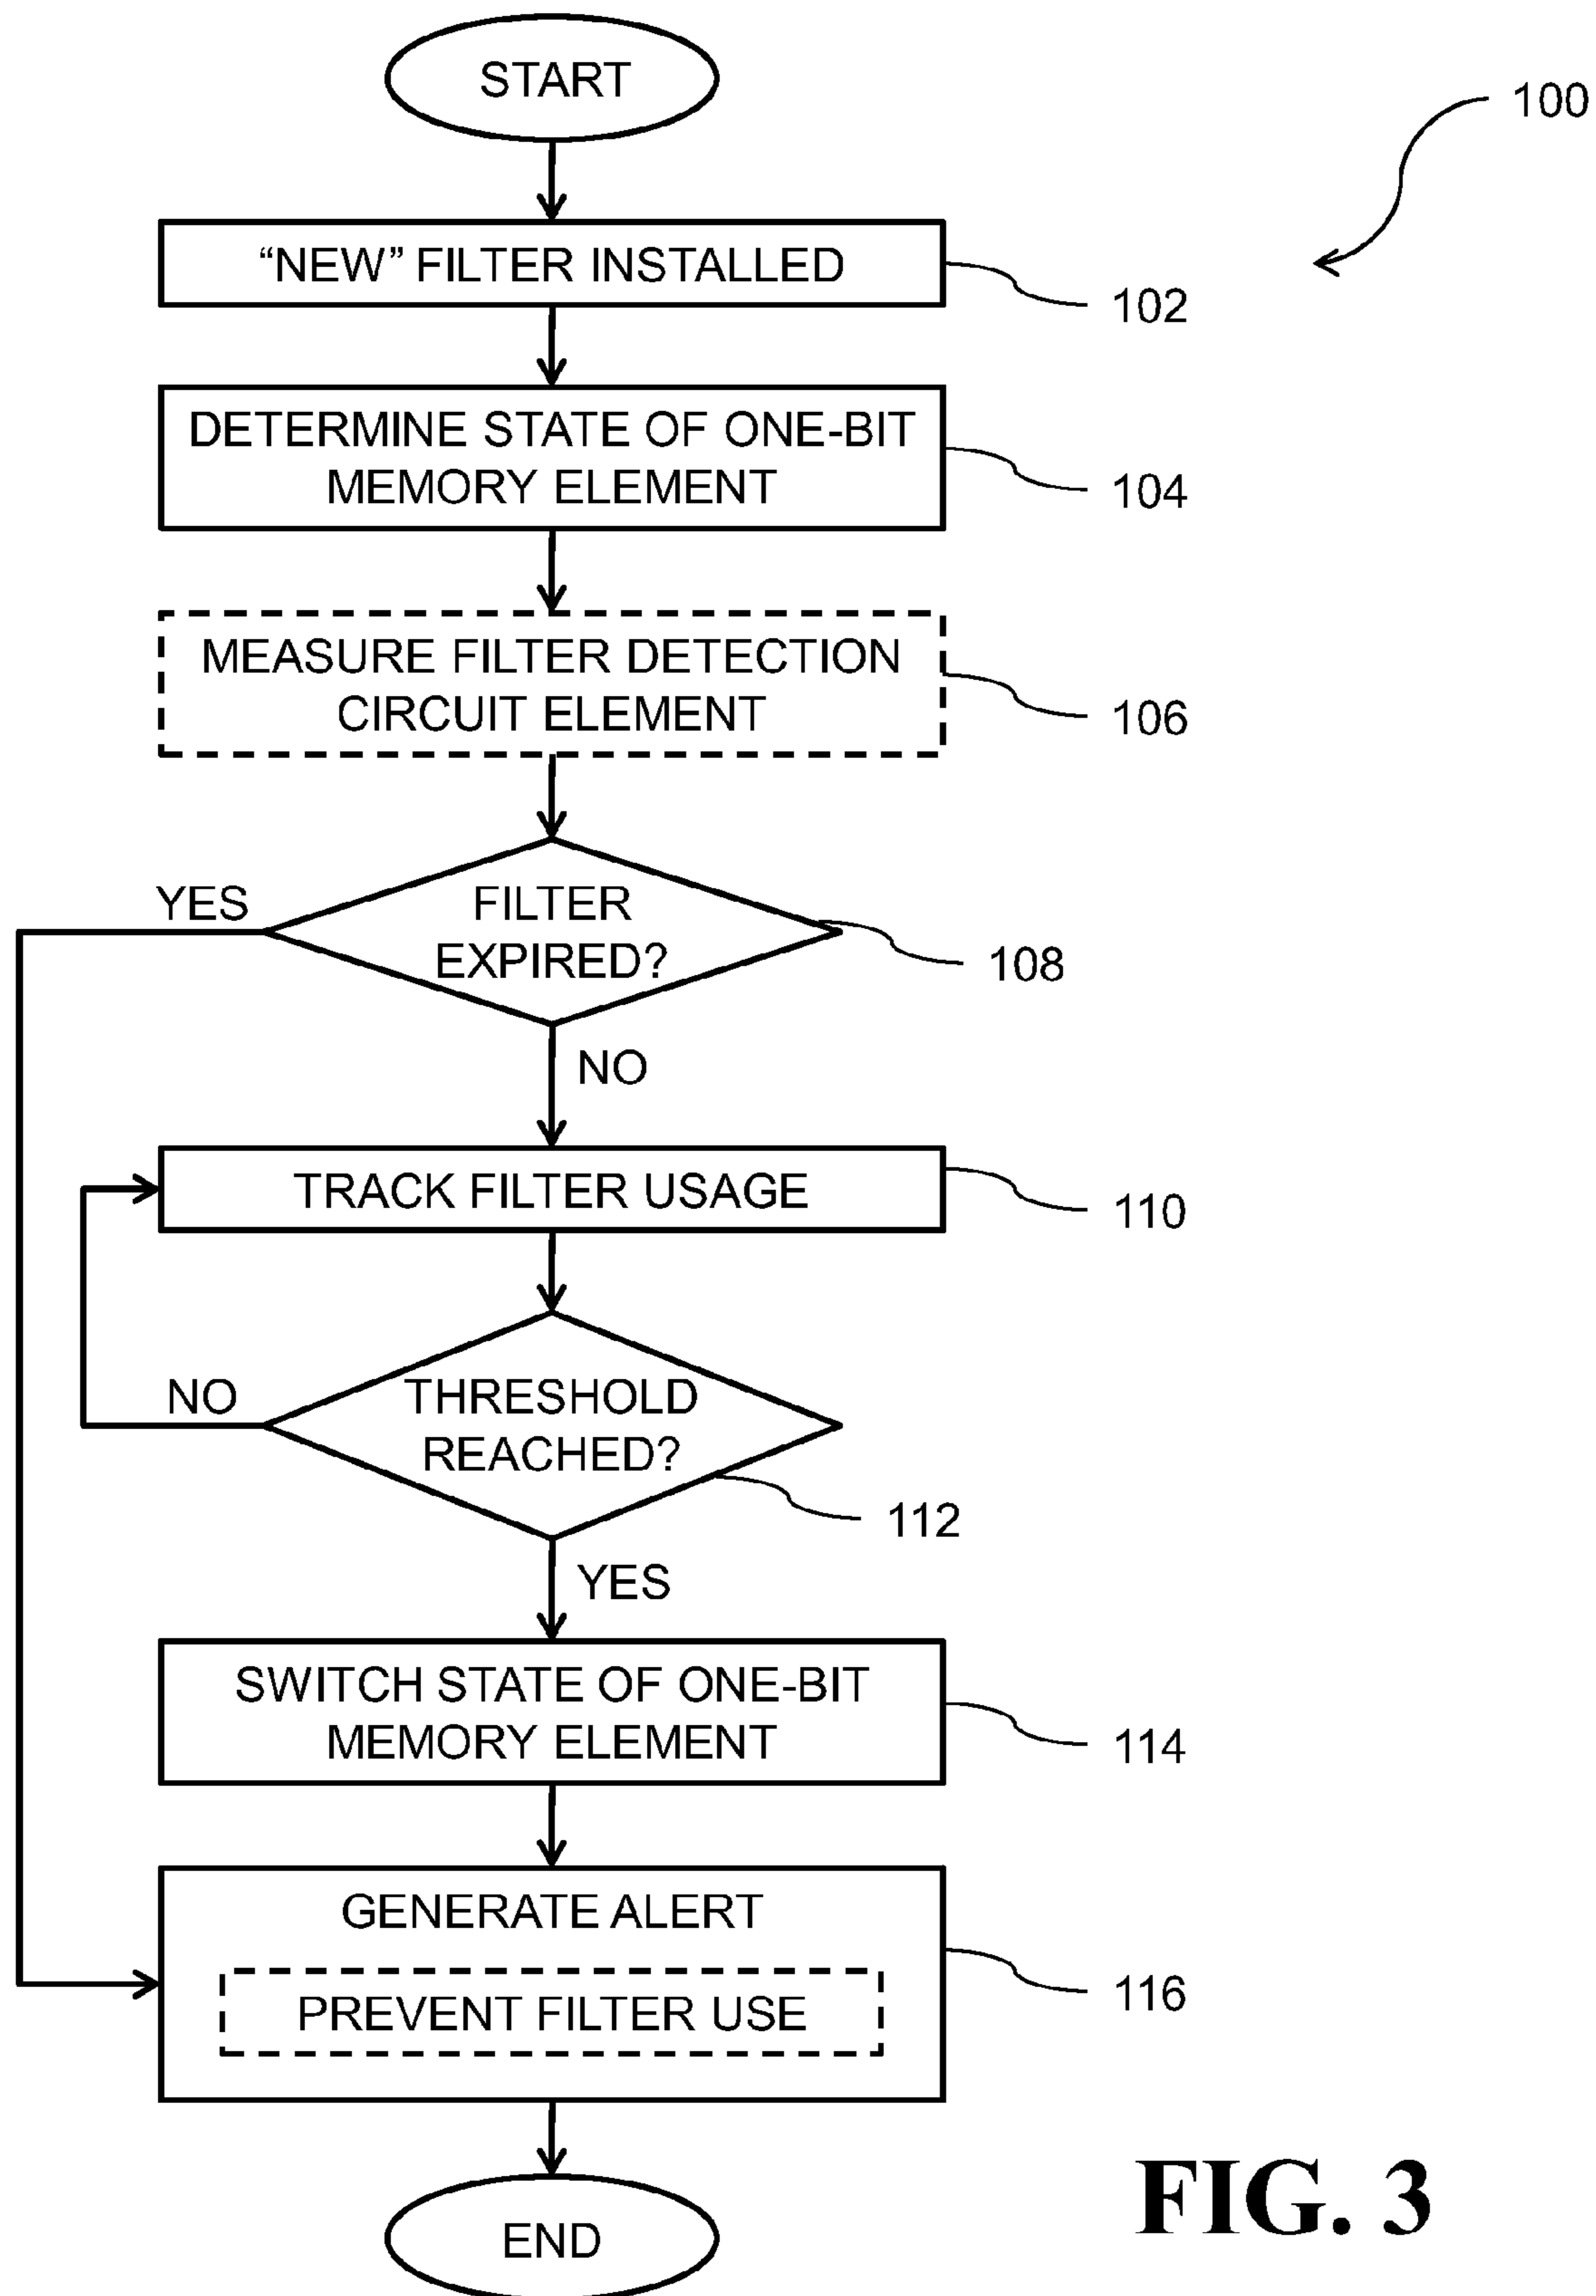 START
100
“NEW” FILTER INSTALLED
102
DETERMINE STATE OF ONE-BIT
MEMORY ELEMENT
104
MEASURE FILTER DETECTION
CIRCUIT ELEMENT
106
YES
FILTER
EXPIRED?
108
NO
TRACK FILTER USAGE
110
NO
THRESHOLD
REACHED?
112
YES
SWITCH STATE OF ONE-BIT
MEMORY ELEMENT
114
GENERATE ALERT
PREVENT FILTER USE
116
END
FIG. 3